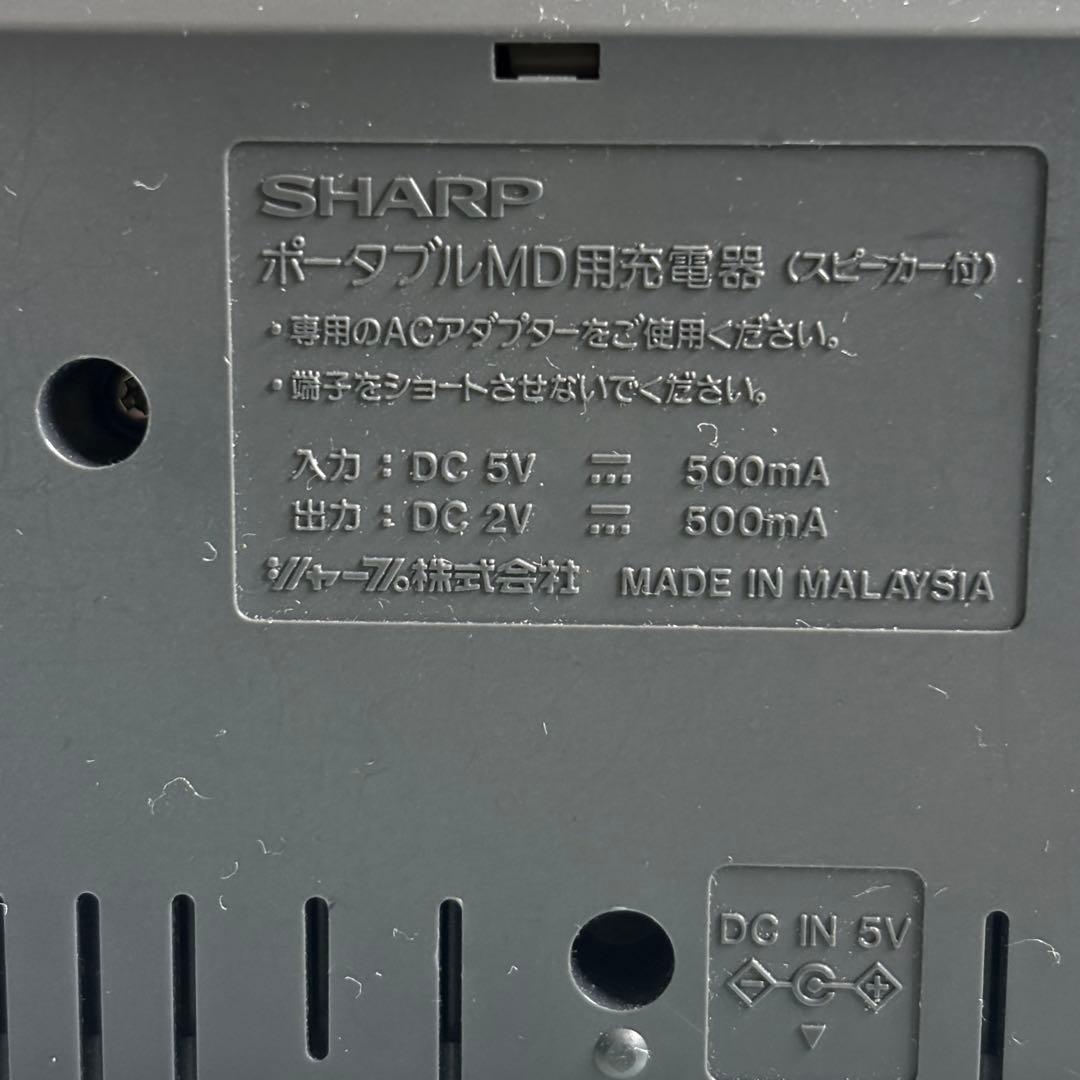 SHARP
ポータブルMD用充電器（スピーカー付）
・専用のACアダプターをご使用ください。
・端子をショートさせないでください。
入力：DC 5V ⎓ 500mA
出力：DC 2V ⎓ 500mA
シャープ株式会社 MADE IN MALAYSIA
DC IN 5V